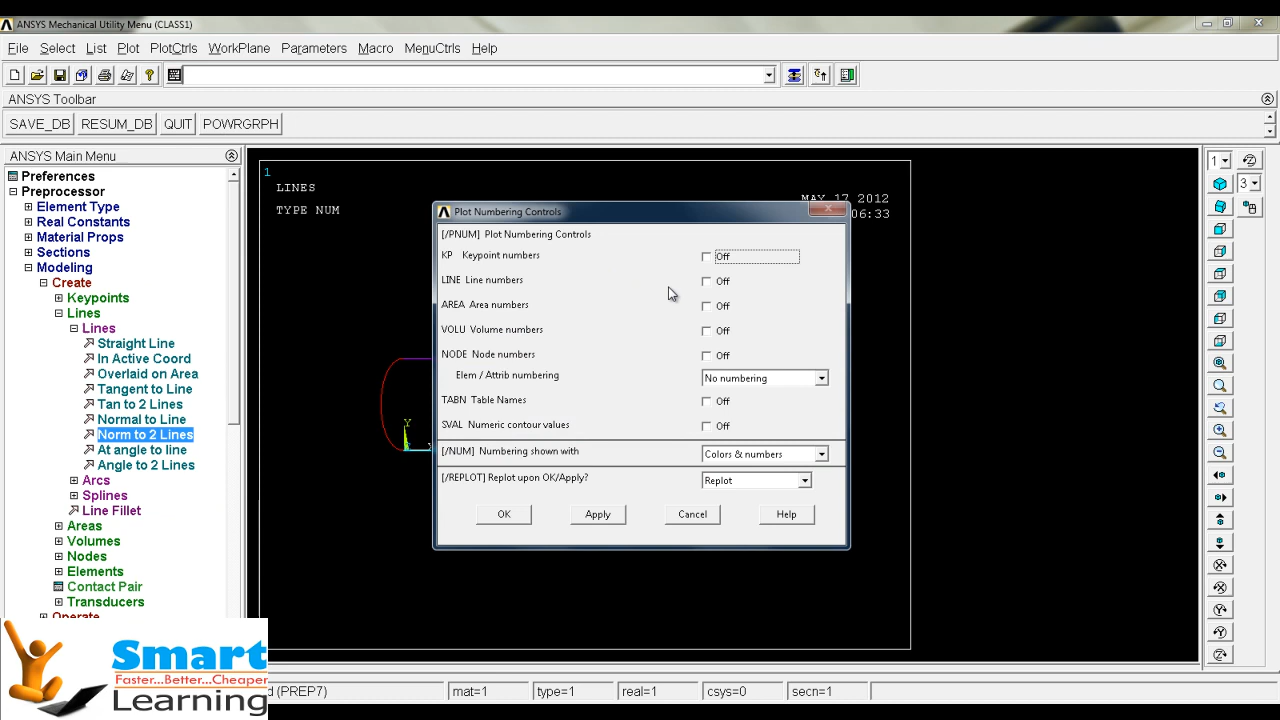 ANSYS Mechanical Utility Menu (CLASS1)
File Select List Plot PlotCtrls WorkPlane Parameters Macro MenuCtrls Help
ANSYS Toolbar
SAVE_DB RESUM_DB QUIT POWRGRPH
ANSYS Main Menu
Preferences
Preprocessor
Element Type
Real Constants
Material Props
Sections
Modeling
Create
Keypoints
Lines
Lines
Straight Line
In Active Coord
Overlaid on Area
Tangent to Line
Tan to 2 Lines
Normal to Line
Norm to 2 Lines
At angle to line
Angle to 2 Lines
Arcs
Splines
Line Fillet
Areas
Volumes
Nodes
Elements
Contact Pair
Transducers
Operate
1
LINES
TYPE NUM
MAY 17 2012
06:33
Y
Plot Numbering Controls
[/PNUM] Plot Numbering Controls
KP Keypoint numbers Off
LINE Line numbers Off
AREA Area numbers Off
VOLU Volume numbers Off
NODE Node numbers Off
Elem / Attrib numbering No numbering
TABN Table Names Off
SVAL Numeric contour values Off
[/NUM] Numbering shown with Colors & numbers
[/REPLOT] Replot upon OK/Apply? Replot
OK Apply Cancel Help
1
3
Smart
Faster...Better...Cheaper
Learning
d (PREP7) mat=1 type=1 real=1 csys=0 secn=1